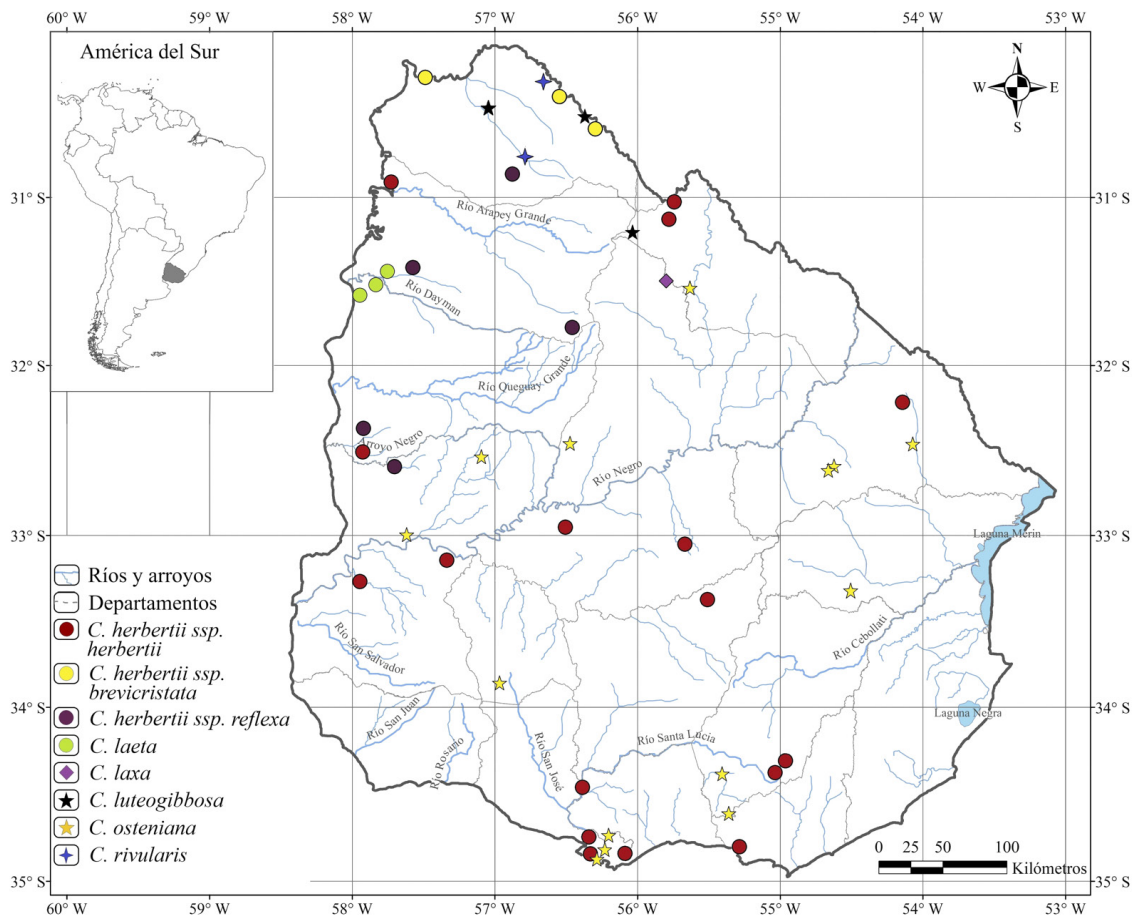 60° W 59° W 58° W 57° W 56° W 55° W 54° W 53° W
América del Sur
N
W E
S
31° S 31° S
Río Arapey Grande
Río Dayman
32° S 32° S
Río Queguay Grande
Arroyo Negro
Río Negro
33° S 33° S
Laguna Merín
Ríos y arroyos
Departamentos
C. herbertii ssp.
herbertii
C. herbertii ssp.
brevicristata
C. herbertii ssp. reflexa
C. laeta
C. laxa
C. luteogibbosa
C. osteniana
C. rivularis
Río San Salvador
Río Cebollatí
34° S 34° S
Río San Juan
Río Rosario
Río San José
Río Santa Lucía
Laguna Negra
0 25 50 100
Kilómetros
35° S 35° S
60° W 59° W 58° W 57° W 56° W 55° W 54° W 53° W